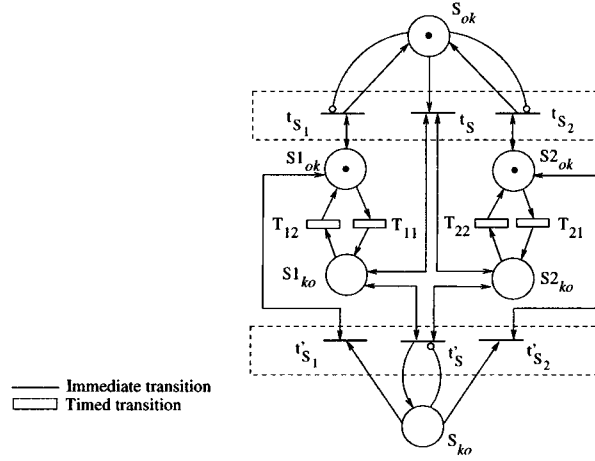 S_ok
t_S1 t_S t_S2
S1_ok S2_ok
T_12 T_11 T_22 T_21
S1_ko S2_ko
t'_S1 t'_S t'_S2
Immediate transition
Timed transition
S_ko